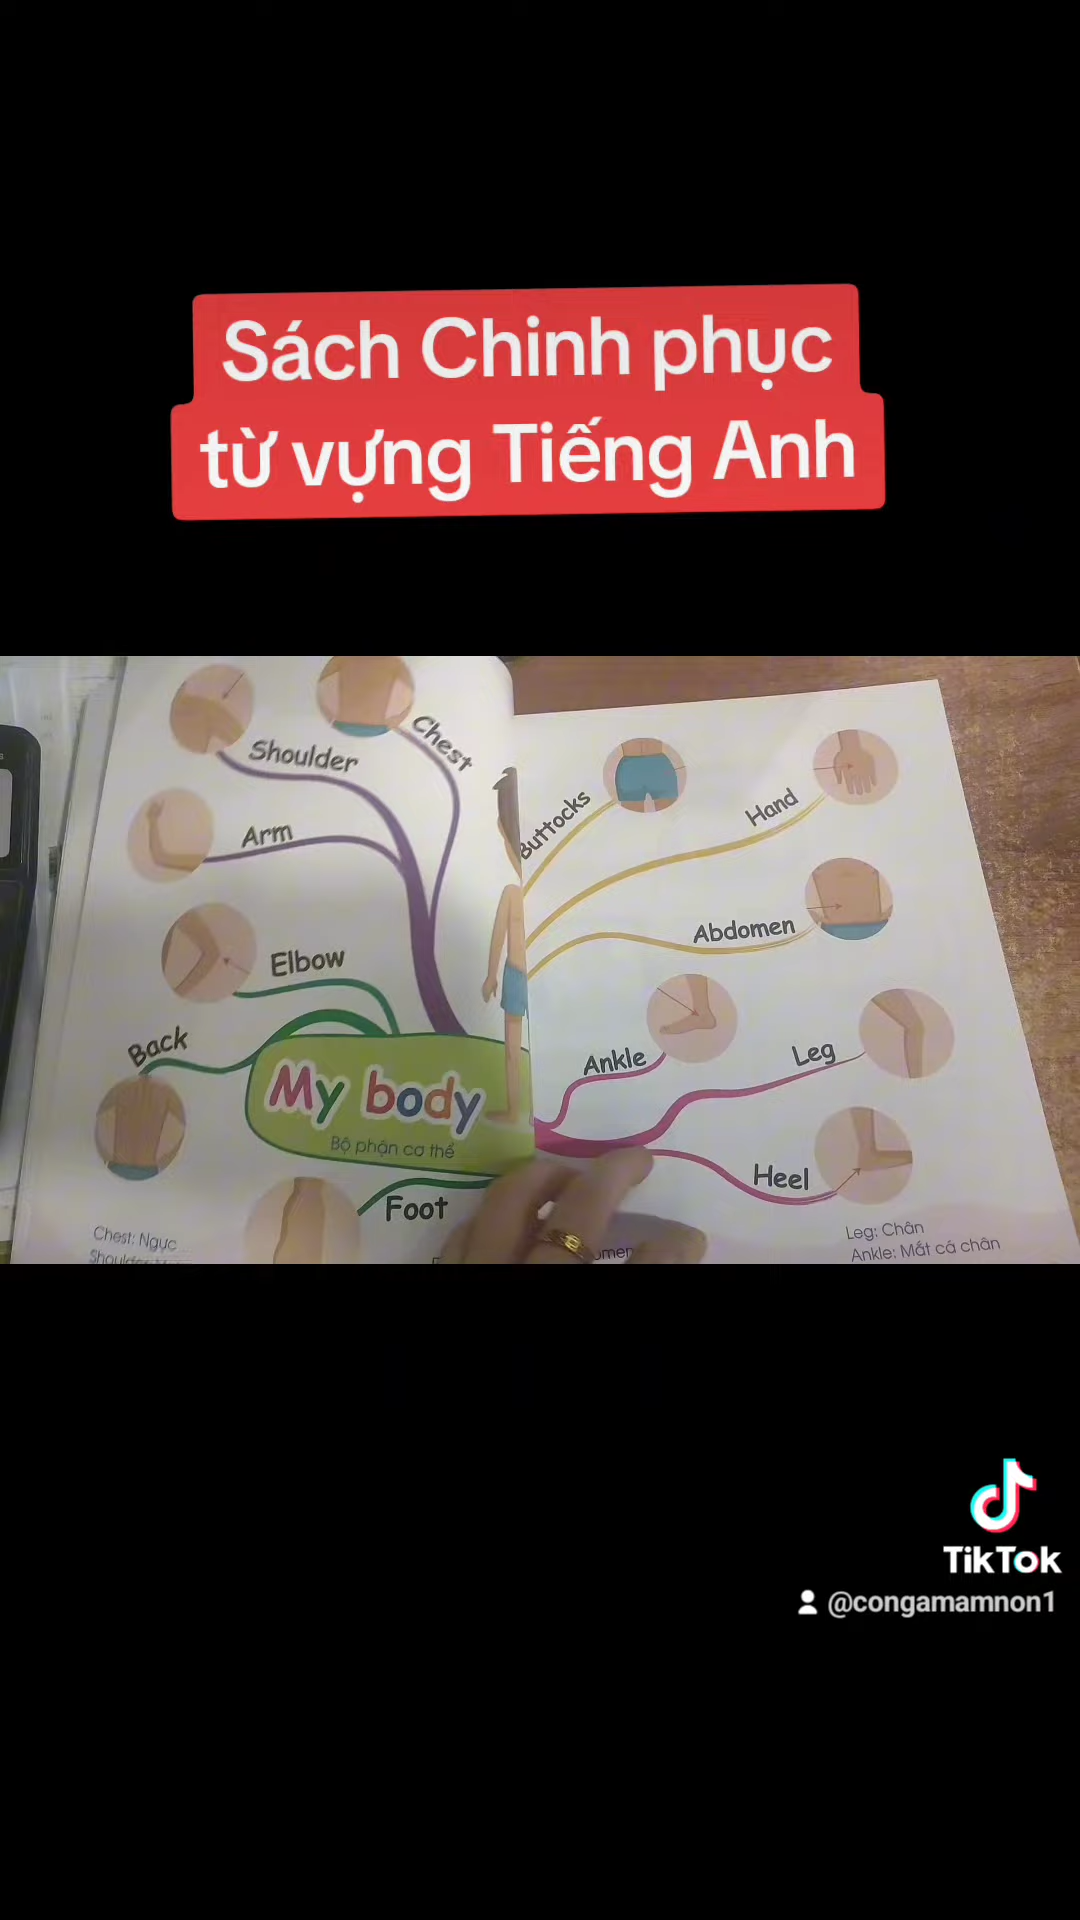 Sách Chinh phục
từ vựng Tiếng Anh
Shoulder
Chest
Arm
Elbow
Back
My body
Bộ phận cơ thể
Foot
Chest: Ngực
Buttocks
Hand
Abdomen
Ankle
Leg
Heel
Leg: Chân
Ankle: Mắt cá chân
TikTok
@congamamnon1